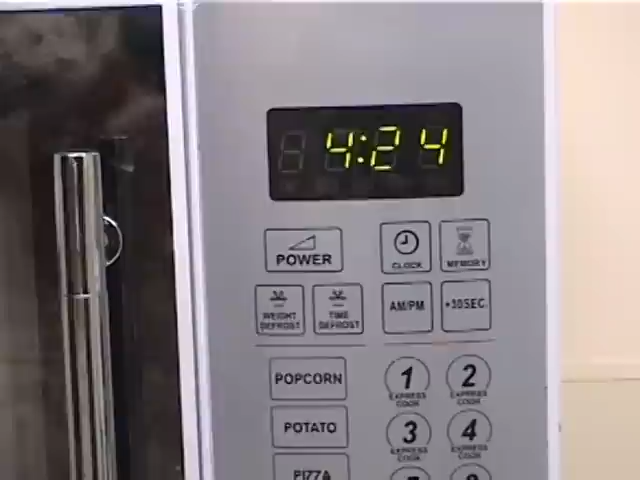 4:24
POWER
CLOCK
MEMORY
WEIGHT
DEFROST
TIME
DEFROST
AM/PM
+30SEC.
POPCORN
1
EXPRESS
COOK
2
EXPRESS
COOK
POTATO
3
EXPRESS
COOK
4
EXPRESS
COOK
PIZZA